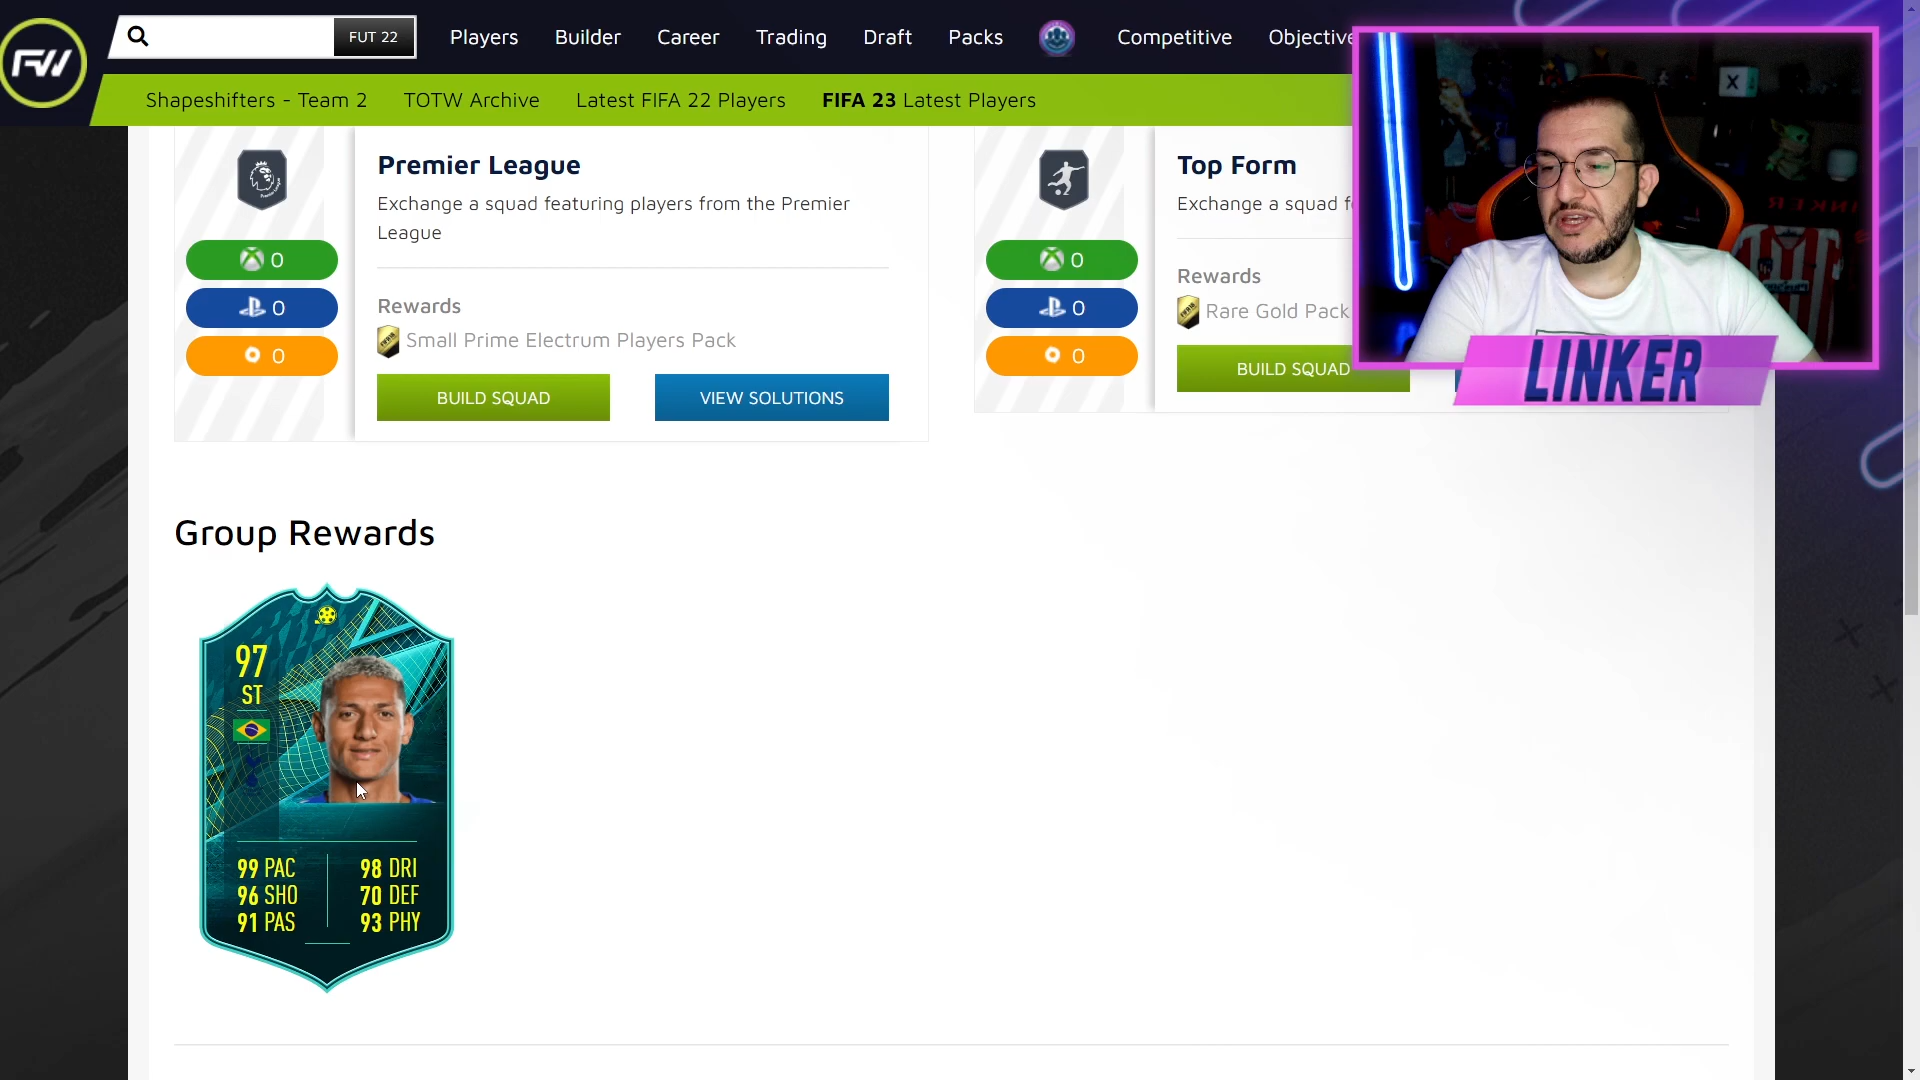 FW
FUT 22
Players
Builder
Career
Trading
Draft
Packs
Competitive
Objective
Shapeshifters - Team 2
TOTW Archive
Latest FIFA 22 Players
FIFA 23 Latest Players
Premier League
Exchange a squad featuring players from the Premier
League
0
0
0
Rewards
Small Prime Electrum Players Pack
BUILD SQUAD
VIEW SOLUTIONS
Top Form
Exchange a squad
0
0
0
Rewards
Rare Gold Pack
BUILD SQUAD
LINKER
Group Rewards
97
ST
99 PAC
98 DRI
96 SHO
70 DEF
91 PAS
93 PHY